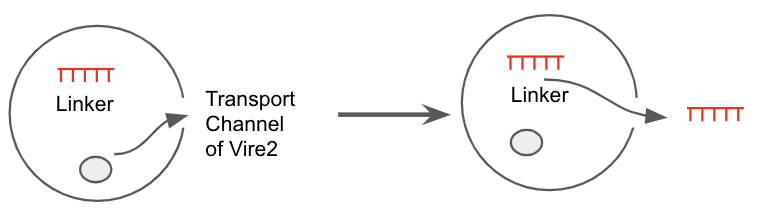 Linker
Transport
Channel
of Vire2
Linker